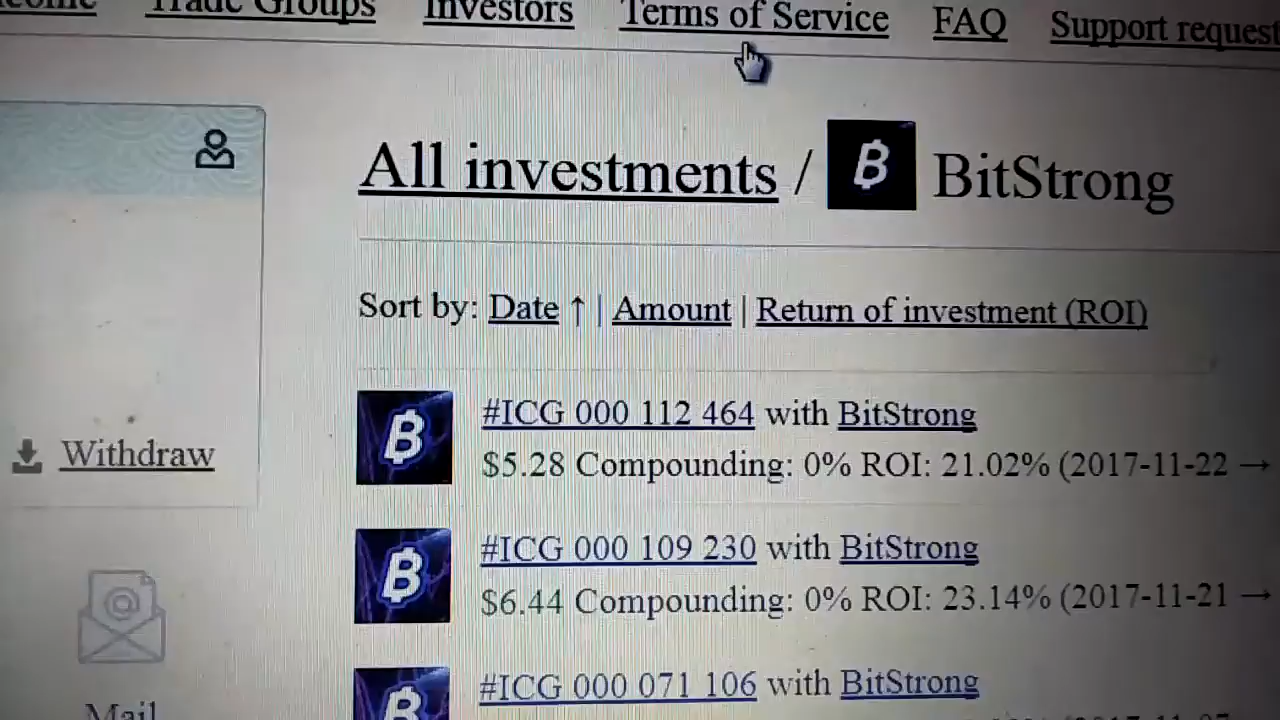 Trade Groups Investors Terms of Service FAQ Support request
All investments / BitStrong
Sort by: Date ↑ | Amount | Return of investment (ROI)
#ICG 000 112 464 with BitStrong
$5.28 Compounding: 0% ROI: 21.02% (2017-11-22 →
Withdraw
#ICG 000 109 230 with BitStrong
$6.44 Compounding: 0% ROI: 23.14% (2017-11-21 →
#ICG 000 071 106 with BitStrong
Mail